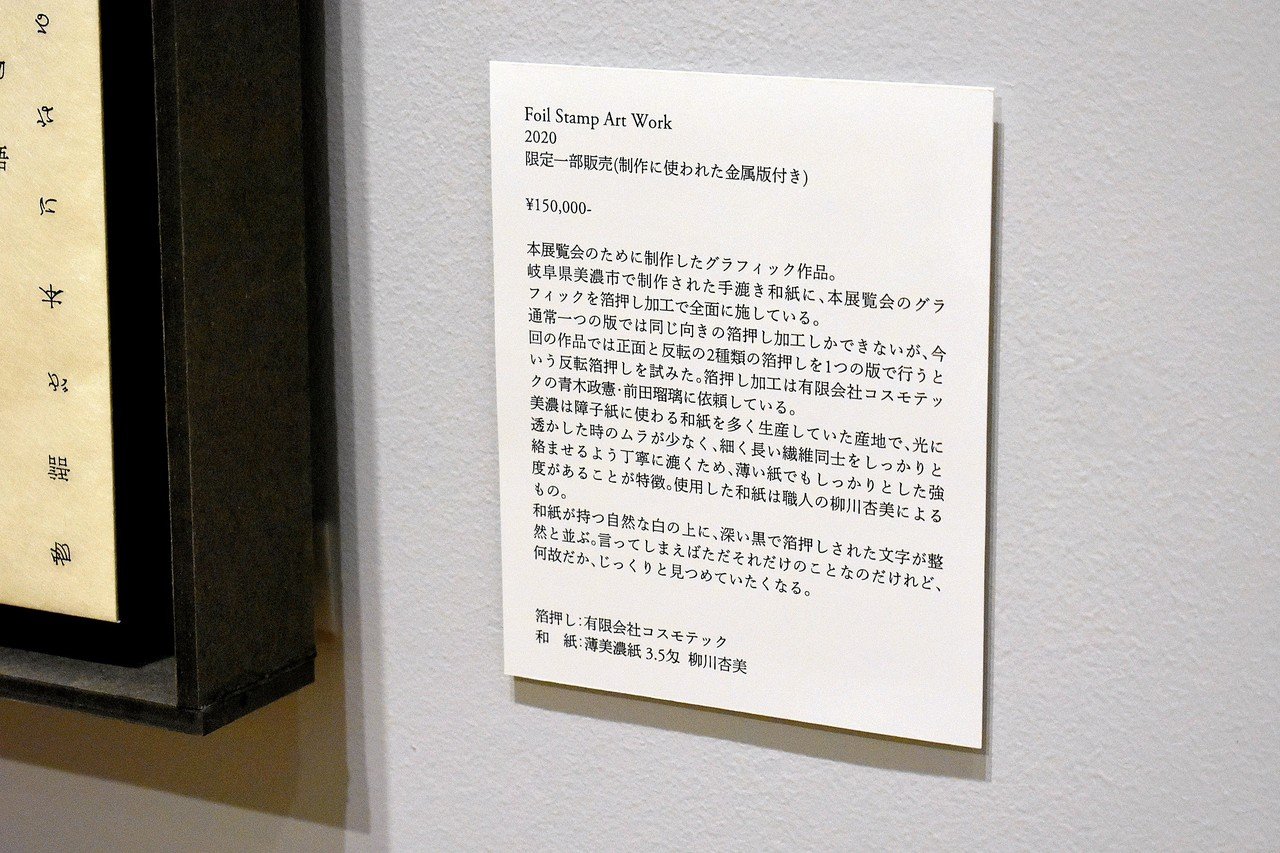 Foil Stamp Art Work
2020
限定一部販売(制作に使われた金属版付き)
¥150,000-
本展覧会のために制作したグラフィック作品。
岐阜県美濃市で制作された手漉き和紙に、本展覧会のグラ
フィックを箔押し加工で全面に施している。
通常一つの版では同じ向きの箔押し加工しかできないが、今
回の作品では正面と反転の2種類の箔押しを1つの版で行うと
いう反転箔押しを試みた。箔押し加工は有限会社コスモテッ
クの青木政憲･前田瑠璃に依頼している。
美濃は障子紙に使わる和紙を多く生産していた産地で、光に
透かした時のムラが少なく、細く長い繊維同士をしっかりと
絡ませるよう丁寧に漉くため、薄い紙でもしっかりとした強
度があることが特徴。使用した和紙は職人の柳川杏美による
もの。
和紙が持つ自然な白の上に、深い黒で箔押しされた文字が整
然と並ぶ。言ってしまえばただそれだけのことなのだけれど、
何故だか、じっくりと見つめていたくなる。
箔押し：有限会社コスモテック
和　紙：薄美濃紙 3.5匁 柳川杏美